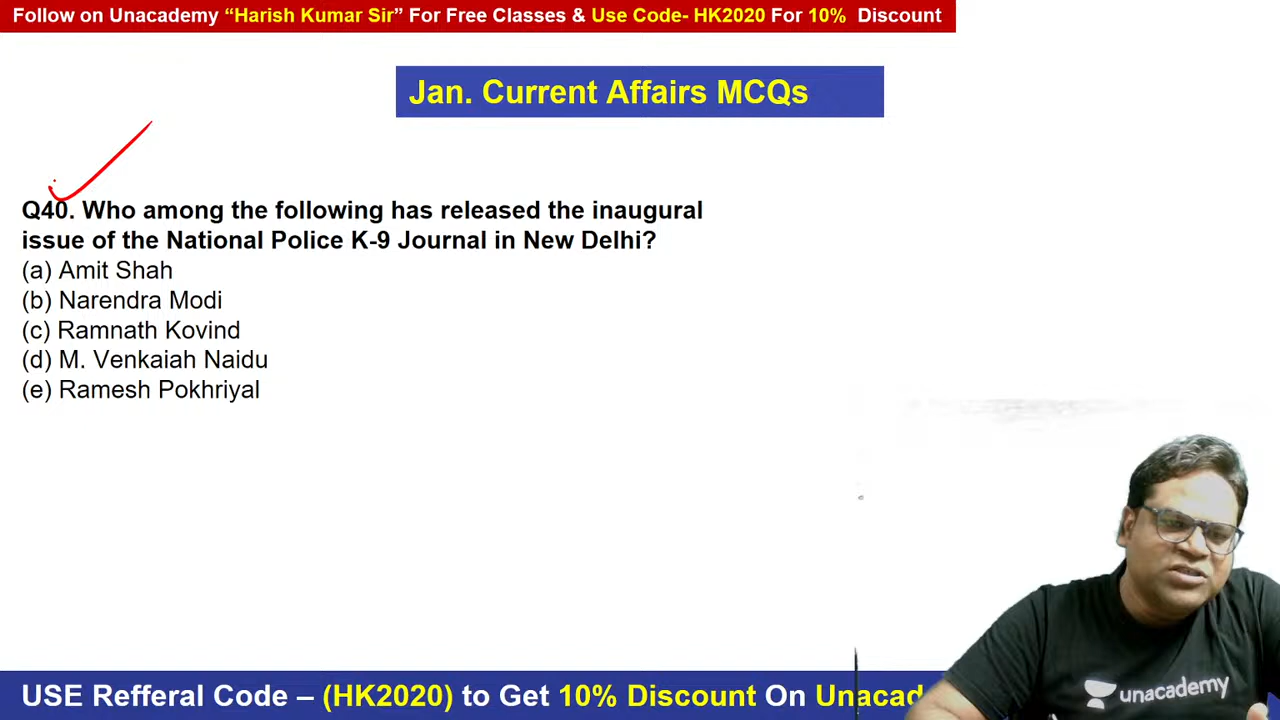 Follow on Unacademy “Harish Kumar Sir” For Free Classes & Use Code- HK2020 For 10% Discount
Jan. Current Affairs MCQs
Q40. Who among the following has released the inaugural
issue of the National Police K-9 Journal in New Delhi?
(a) Amit Shah
(b) Narendra Modi
(c) Ramnath Kovind
(d) M. Venkaiah Naidu
(e) Ramesh Pokhriyal
unacademy
USE Refferal Code – (HK2020) to Get 10% Discount On Unacad